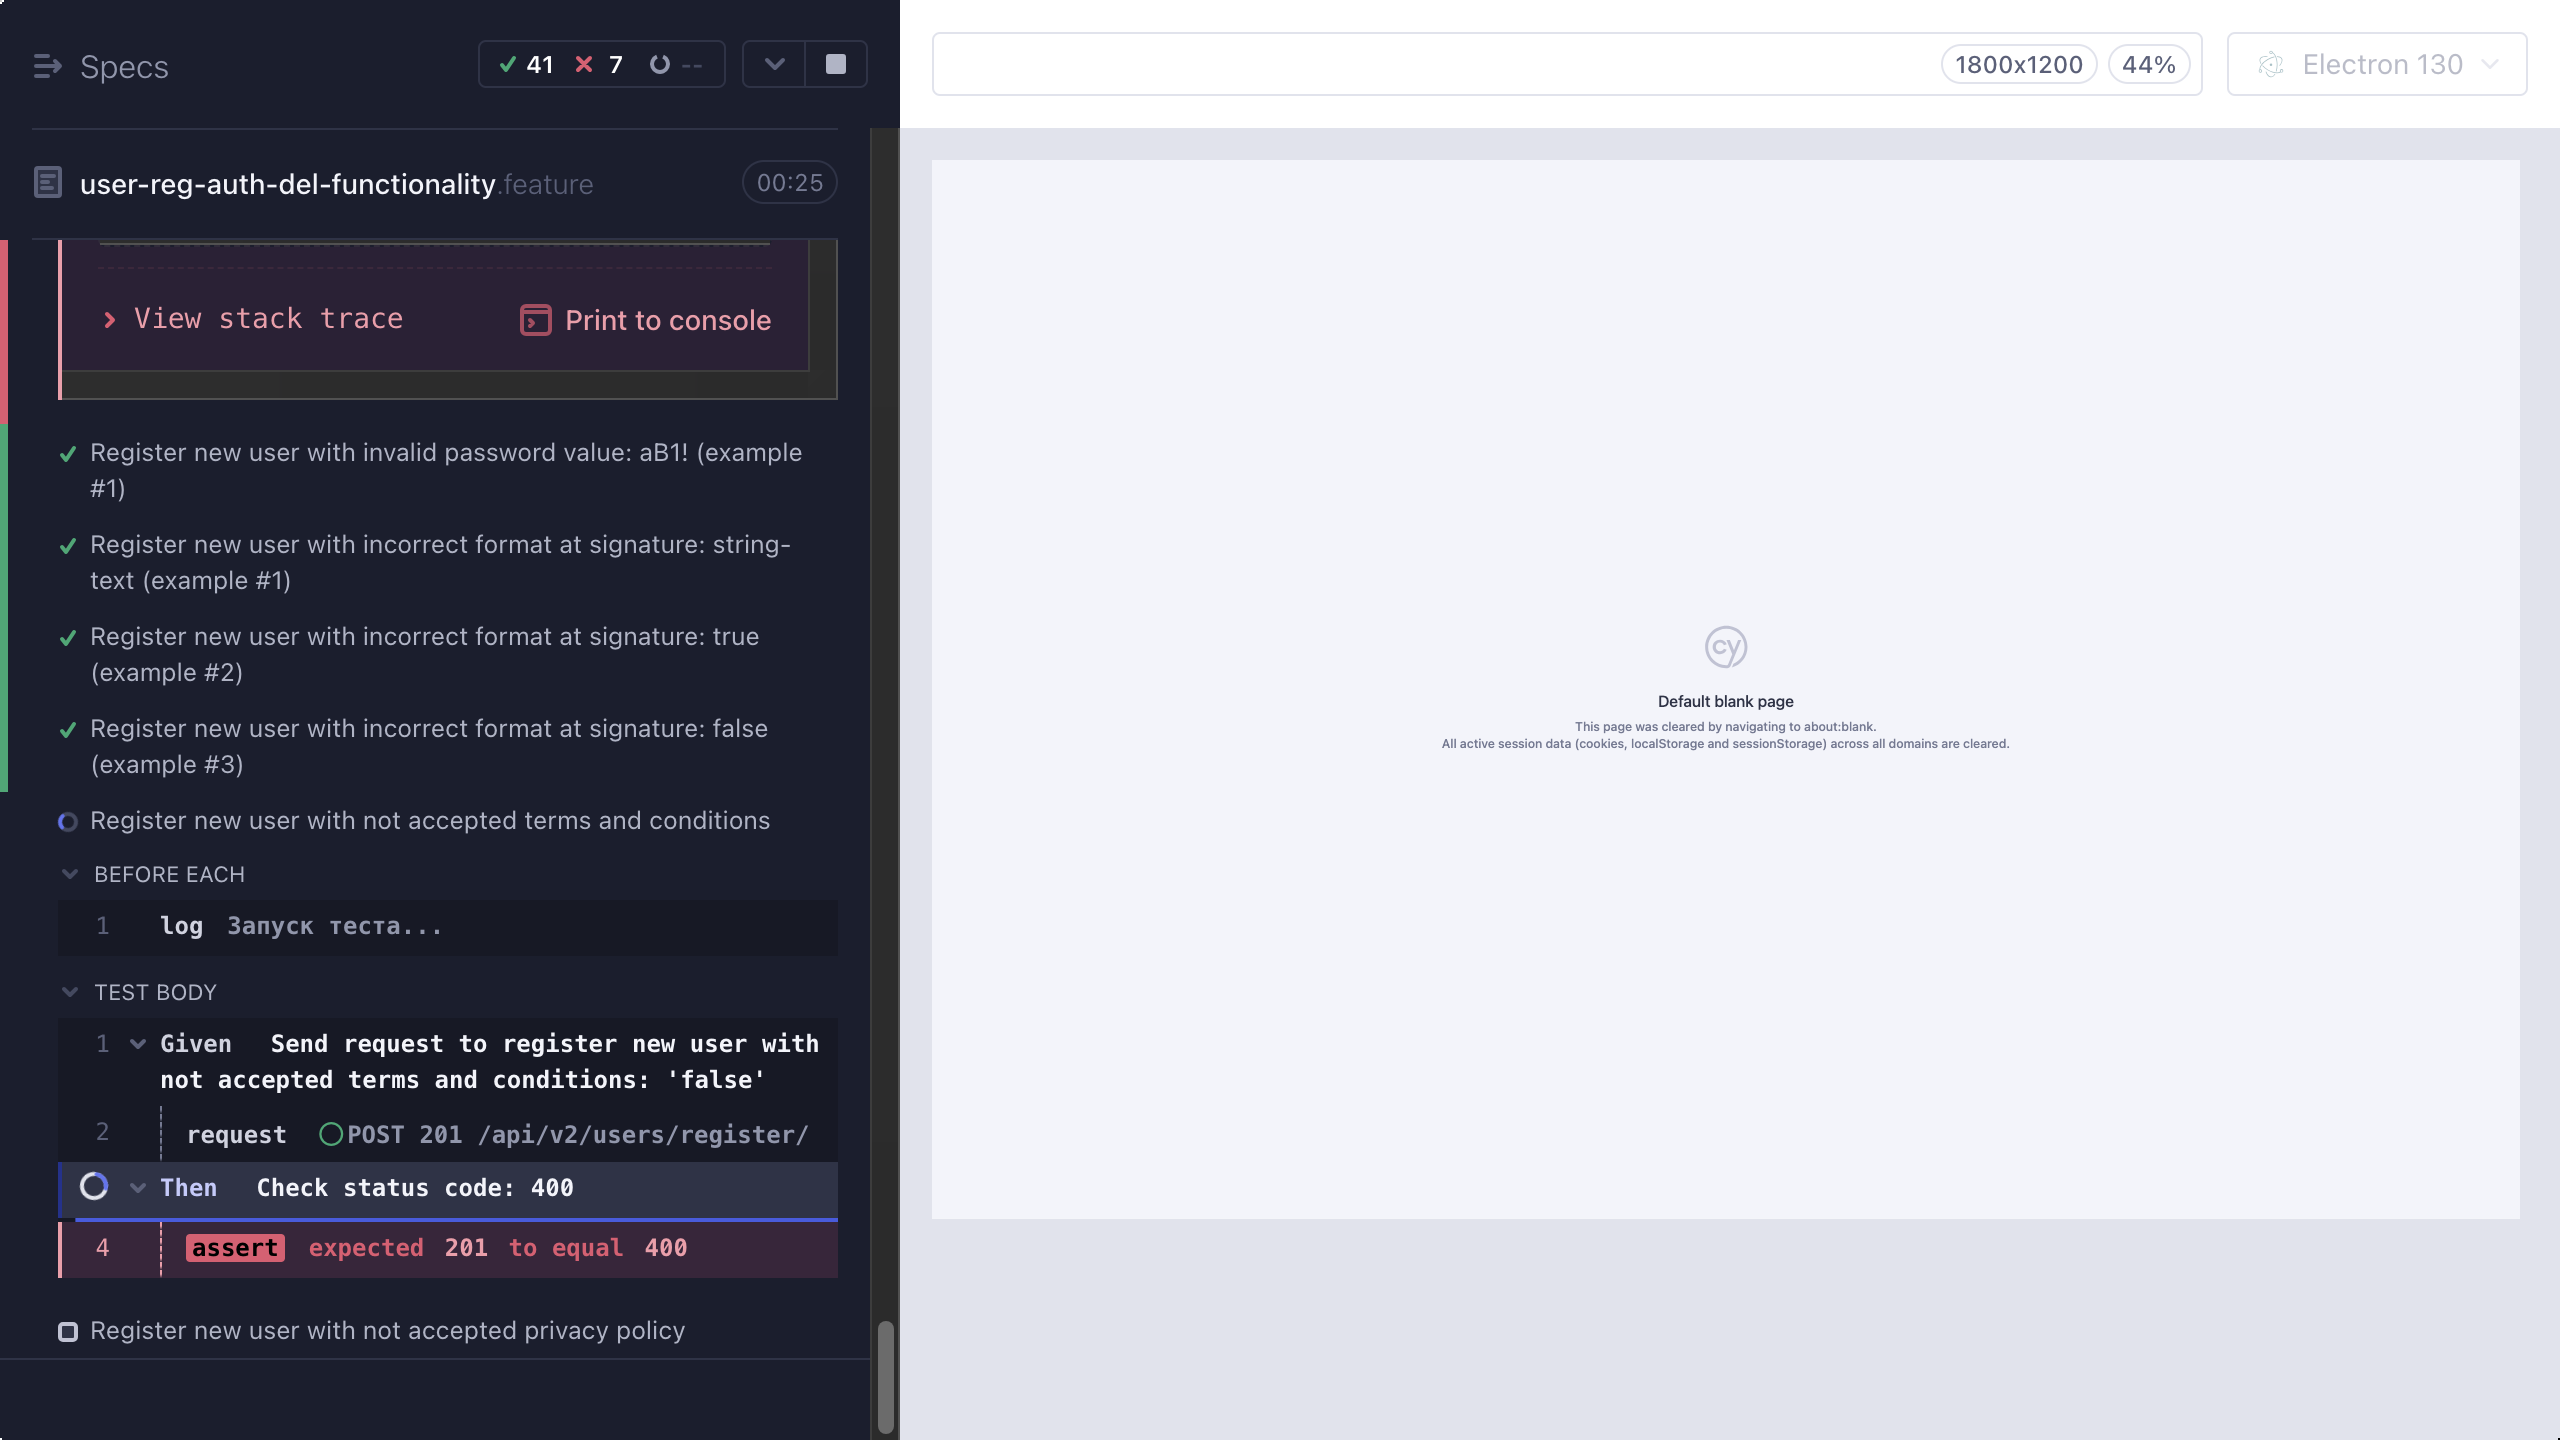 Specs
41 7 --
user-reg-auth-del-functionality.feature
00:25
View stack trace
Print to console
Register new user with invalid password value: aB1! (example
#1)
Register new user with incorrect format at signature: string-
text (example #1)
Register new user with incorrect format at signature: true
(example #2)
Register new user with incorrect format at signature: false
(example #3)
Register new user with not accepted terms and conditions
BEFORE EACH
1 log Запуск теста...
TEST BODY
1 Given Send request to register new user with
not accepted terms and conditions: 'false'
2 request POST 201 /api/v2/users/register/
Then Check status code: 400
4 assert expected 201 to equal 400
Register new user with not accepted privacy policy
1800x1200
44%
Electron 130
cy
Default blank page
This page was cleared by navigating to about:blank.
All active session data (cookies, localStorage and sessionStorage) across all domains are cleared.